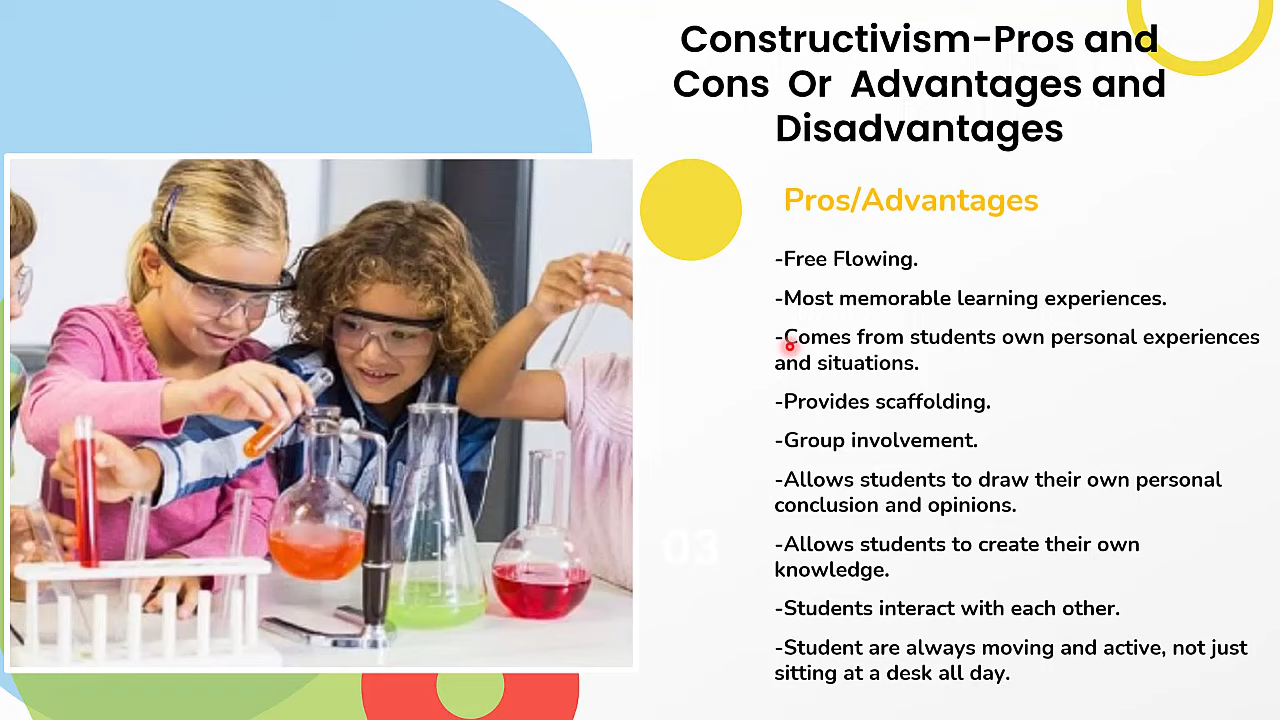 Constructivism-Pros and
Cons Or Advantages and
Disadvantages
Pros/Advantages
-Free Flowing.
-Most memorable learning experiences.
-Comes from students own personal experiences
and situations.
-Provides scaffolding.
-Group involvement.
-Allows students to draw their own personal
conclusion and opinions.
03
-Allows students to create their own
knowledge.
-Students interact with each other.
-Student are always moving and active, not just
sitting at a desk all day.